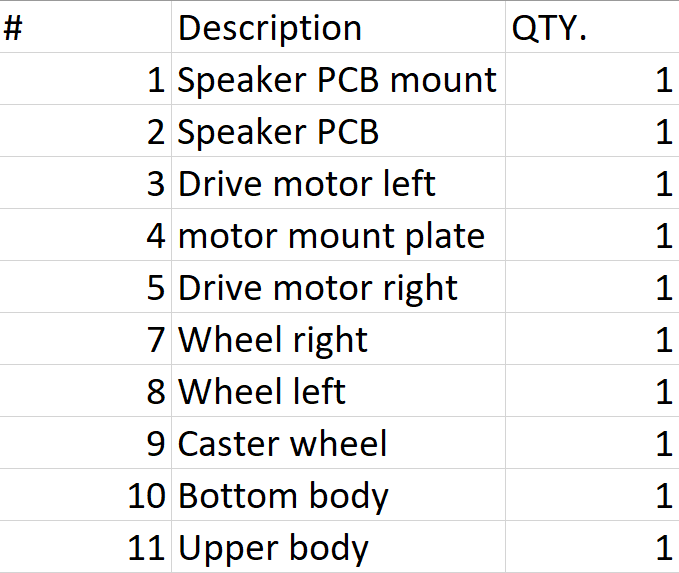 # Description QTY.
1 Speaker PCB mount 1
2 Speaker PCB 1
3 Drive motor left 1
4 motor mount plate 1
5 Drive motor right 1
7 Wheel right 1
8 Wheel left 1
9 Caster wheel 1
10 Bottom body 1
11 Upper body 1